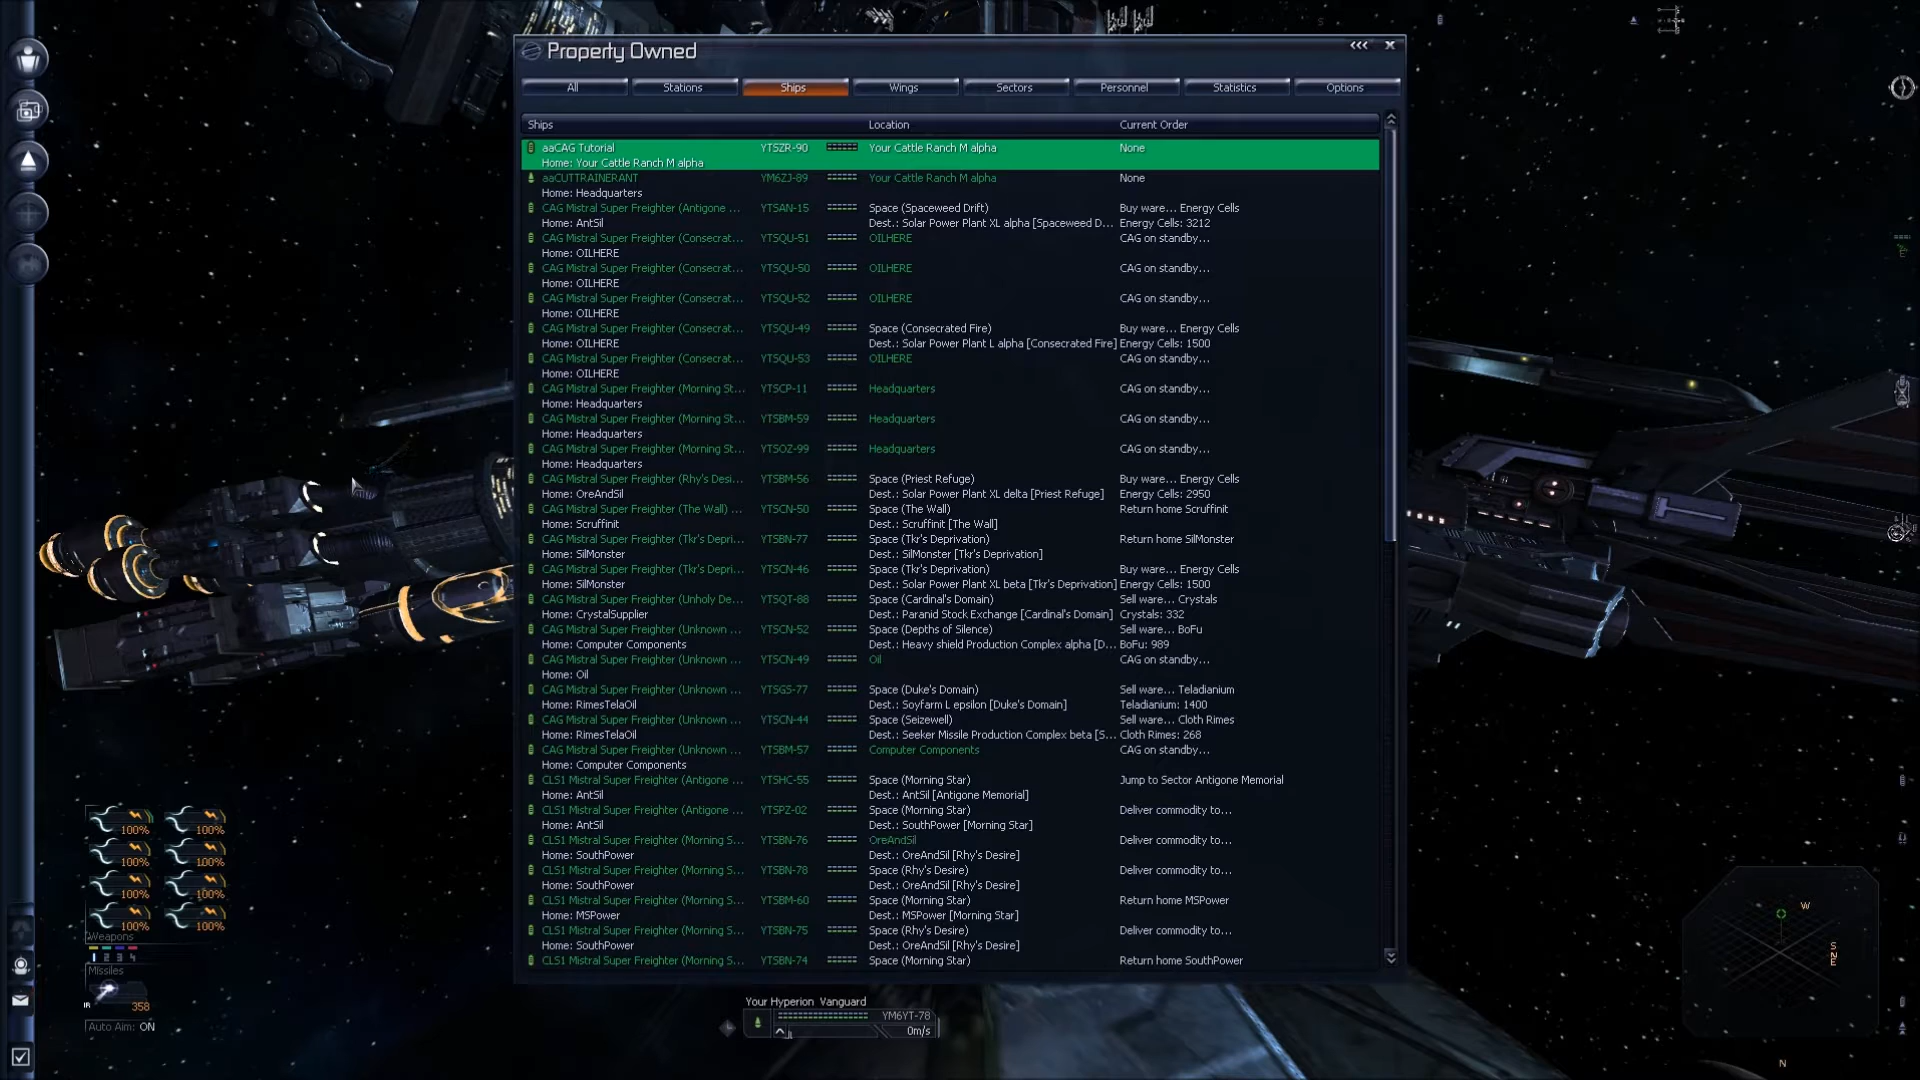 Property Owned
All Stations Ships Wings Sectors Personnel Statistics Options
Ships Location Current Order
aaCAG Tutorial YTSZR-90 Your Cattle Ranch M alpha None
Home: Your Cattle Ranch M alpha
aaCUTTRAINERANT YM6ZJ-89 Your Cattle Ranch M alpha None
Home: Headquarters
CAG Mistral Super Freighter (Antigone ... YTSAN-15 Space (Spaceweed Drift) Buy ware... Energy Cells
Home: AntSil Dest.: Solar Power Plant XL alpha [Spaceweed D... Energy Cells: 3212
CAG Mistral Super Freighter (Consecrat... YTSQU-51 OILHERE CAG on standby...
Home: OILHERE
CAG Mistral Super Freighter (Consecrat... YTSQU-50 OILHERE CAG on standby...
Home: OILHERE
CAG Mistral Super Freighter (Consecrat... YTSQU-52 OILHERE CAG on standby...
Home: OILHERE
CAG Mistral Super Freighter (Consecrat... YTSQU-49 Space (Consecrated Fire) Buy ware... Energy Cells
Home: OILHERE Dest.: Solar Power Plant L alpha [Consecrated Fire] Energy Cells: 1500
CAG Mistral Super Freighter (Consecrat... YTSQU-53 OILHERE CAG on standby...
Home: OILHERE
CAG Mistral Super Freighter (Morning St... YTSCP-11 Headquarters CAG on standby...
Home: Headquarters
CAG Mistral Super Freighter (Morning St... YTSBM-59 Headquarters CAG on standby...
Home: Headquarters
CAG Mistral Super Freighter (Morning St... YTSOZ-99 Headquarters CAG on standby...
Home: Headquarters
CAG Mistral Super Freighter (Rhy's Desi... YTSBM-56 Space (Priest Refuge) Buy ware... Energy Cells
Home: OreAndSil Dest.: Solar Power Plant XL delta [Priest Refuge] Energy Cells: 2950
CAG Mistral Super Freighter (The Wall) ... YTSCN-50 Space (The Wall) Return home Scruffinit
Home: Scruffinit Dest.: Scruffinit [The Wall]
CAG Mistral Super Freighter (Tkr's Depri... YTSBN-77 Space (Tkr's Deprivation) Return home SilMonster
Home: SilMonster Dest.: SilMonster [Tkr's Deprivation]
CAG Mistral Super Freighter (Tkr's Depri... YTSCN-46 Space (Tkr's Deprivation) Buy ware... Energy Cells
Home: SilMonster Dest.: Solar Power Plant XL beta [Tkr's Deprivation] Energy Cells: 1500
CAG Mistral Super Freighter (Unholy De... YTSQT-88 Space (Cardinal's Domain) Sell ware... Crystals
Home: CrystalSupplier Dest.: Paranid Stock Exchange [Cardinal's Domain] Crystals: 332
CAG Mistral Super Freighter (Unknown ... YTSCN-52 Space (Depths of Silence) Sell ware... BoFu
Home: Computer Components Dest.: Heavy shield Production Complex alpha [D... BoFu: 989
CAG Mistral Super Freighter (Unknown ... YTSCN-49 Oil CAG on standby...
Home: Oil
CAG Mistral Super Freighter (Unknown ... YTSGS-77 Space (Duke's Domain) Sell ware... Teladianium
Home: RimesTelaOil Dest.: Soyfarm L epsilon [Duke's Domain] Teladianium: 1400
CAG Mistral Super Freighter (Unknown ... YTSCN-44 Space (Seizewell) Sell ware... Cloth Rimes
Home: RimesTelaOil Dest.: Seeker Missile Production Complex beta [S... Cloth Rimes: 268
CAG Mistral Super Freighter (Unknown ... YTSBM-57 Computer Components CAG on standby...
Home: Computer Components
CLS1 Mistral Super Freighter (Antigone ... YTSHC-55 Space (Morning Star) Jump to Sector Antigone Memorial
Home: AntSil Dest.: AntSil [Antigone Memorial]
CLS1 Mistral Super Freighter (Antigone ... YTSPZ-02 Space (Morning Star) Deliver commodity to...
Home: AntSil Dest.: SouthPower [Morning Star]
CLS1 Mistral Super Freighter (Morning S... YTSBN-76 OreAndSil Deliver commodity to...
Home: SouthPower Dest.: OreAndSil [Rhy's Desire]
CLS1 Mistral Super Freighter (Morning S... YTSBN-78 Space (Rhy's Desire) Deliver commodity to...
Home: SouthPower Dest.: OreAndSil [Rhy's Desire]
CLS1 Mistral Super Freighter (Morning S... YTSBM-60 Space (Morning Star) Return home MSPower
Home: MSPower Dest.: MSPower [Morning Star]
CLS1 Mistral Super Freighter (Morning S... YTSBN-75 Space (Rhy's Desire) Deliver commodity to...
Home: SouthPower Dest.: OreAndSil [Rhy's Desire]
CLS1 Mistral Super Freighter (Morning S... YTSBN-74 Space (Morning Star) Return home SouthPower
100% 100%
100% 100%
100% 100%
100% 100%
Weapons
1 2 3 4
Missiles
IR 358
Auto Aim: ON
Your Hyperion Vanguard
YM6YT-78
0m/s
W
N